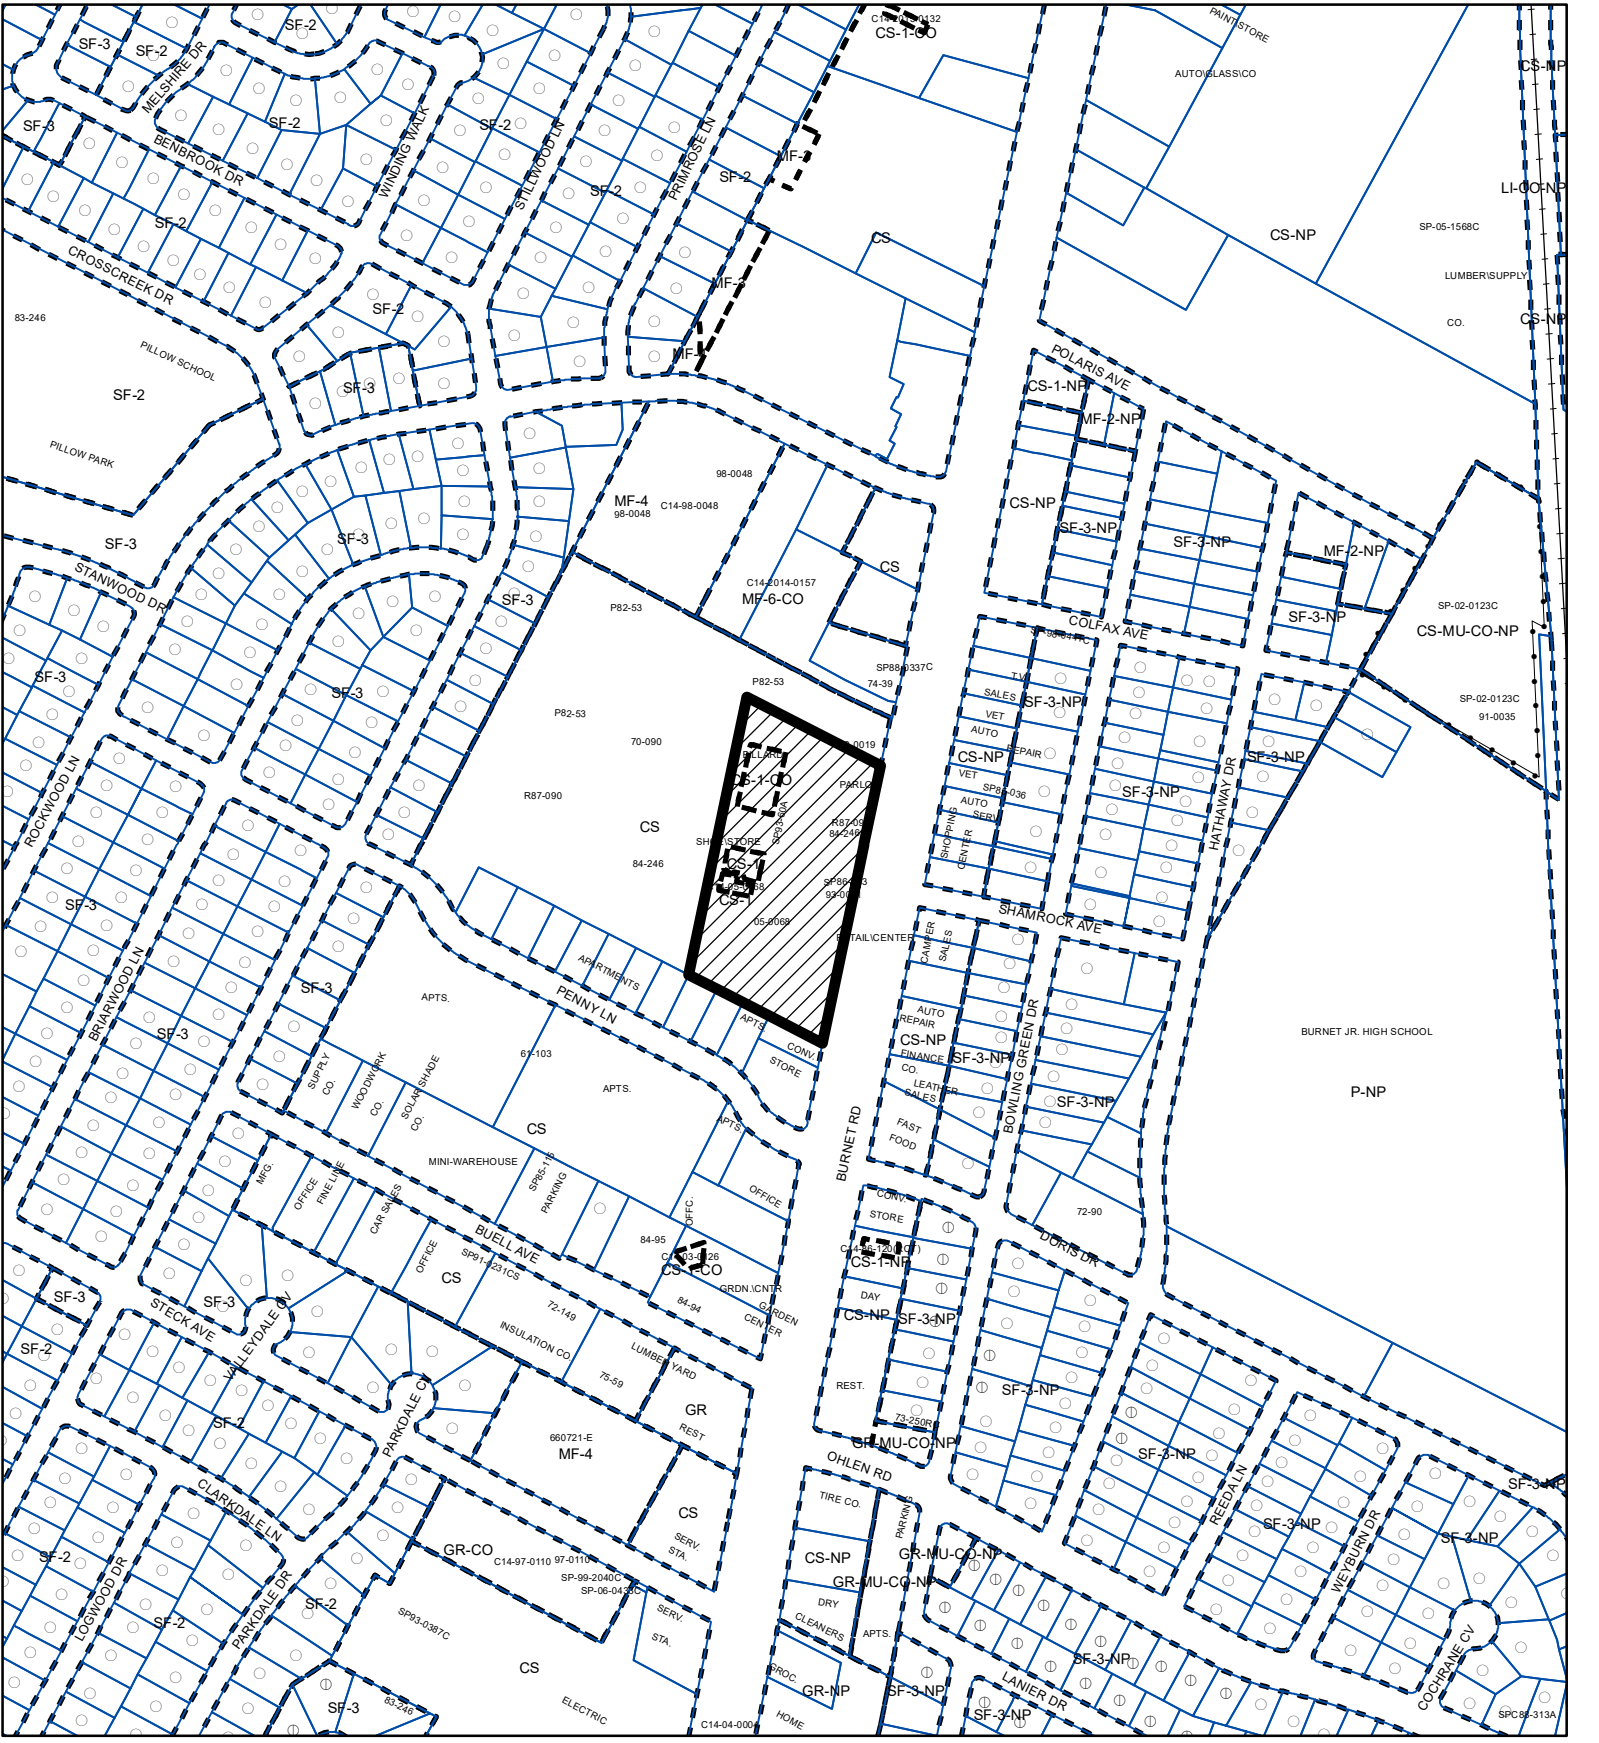 C14-2013-0132
CS-1-CO
PAINT\STORE
SF-2
SF-3
SF-2
MELSHIRE DR
AUTO\GLASS\CO
CS-NP
SF-3
SF-2
BENBROOK DR
WINDING WALK
SF-2
STILLWOOD LN
PRIMROSE LN
SF-2
SF-2
LI-CO-NP
SF-2
CS
CS-NP
SP-05-1568C
CROSSCREEK DR
LUMBER\SUPPLY
CO.
CS-NP
83-246
PILLOW SCHOOL
SF-2
MF-3
SF-2
SF-3
PILLOW PARK
POLARIS AVE
CS-1-NP
MF-2-NP
98-0048
MF-4
98-0048
C14-98-0048
CS-NP
SF-3-NP
SF-3-NP
MF-2-NP
SF-3
SF-3
STANWOOD DR
CS
C14-2014-0157
MF-6-CO
SF-3
P82-53
COLFAX AVE
SF-3-NP
SP-02-0123C
CS-MU-CO-NP
SF-3
SF-3
SP88-0337C
74-39
P82-53
P82-53
70-090
T.V.
SALES
VET
AUTO
REPAIR
SF-3-NP
CS-NP
VET
AUTO
SERV
SHOPPING
CENTER
SP-02-0123C
91-0035
SF-3-NP
SF-3-NP
HATHAWAY DR
ROCKWOOD LN
R87-090
CS
84-246
CS-1-CO
SP93-60A
84-246
CS-1
CS-1
05-0068
SHAMROCK AVE
SF-3
BRIARWOOD LN
SF-3
SF-3
APARTMENTS
PENNY LN
APTS.
APTS
CONV.
STORE
CAMPER
SALES
AUTO
REPAIR
CS-NP
FINANCE
CO.
LEATHER
SALES
SF-3-NP
BOWLING GREEN DR
SF-3-NP
FAST
FOOD
BURNET JR. HIGH SCHOOL
P-NP
61-103
APTS.
SUPPLY
CO.
WOODWORK
CO.
SOLAR SHADE
CO.
CS
APTS.
BURNET RD
MINI-WAREHOUSE
SP85-115
PARKING
OFFICE
OFFC.
MFG.
OFFICE
FINE LINE
CAR SALES
OFFICE
BUELL AVE
SP91-0231CS
CS
84-95
C14-03-0126
CS-1-CO
GRDN.\CNTR
GARDEN
CENTER
84-94
CONV.
STORE
CS-1-NP
DAY
CS-NP
SF-3-NP
72-90
DORIS DR
REST.
SF-3
SF-3
STECK AVE
VALLEYDALE CV
SF-2
72-149
INSULATION CO.
75-59
LUMBER YARD
GR
REST
PARKDALE CV
SF-2
660721-E
MF-4
CS
SERV.
STA.
73-250R
GR-MU-CO-NP
OHLEN RD
SF-3-NP
SF-3-NP
REEDA LN
SF-3-NP
SF-3-NP
WEYBURN DR
SF-3-NP
TIRE CO.
PARKING
CS-NP
GR-MU-CO-NP
GR-MU-CO-NP
DRY
CLEANERS
APTS.
CLARKDALE LN
SF-2
LOGWOOD DR
SF-2
PARKDALE DR
SF-2
GR-CO
C14-97-0110
97-0110
SP-99-2040C
SP-06-0433C
SP93-0387C
SERV.
STA.
CS
ELECTRIC
SF-3
83-246
C14-04-0004
GROC.
GR-NP
HOME
SF-3-NP
SF-3-NP
LANIER DR
SF-3-NP
COCHRANE CV
SPC88-313A